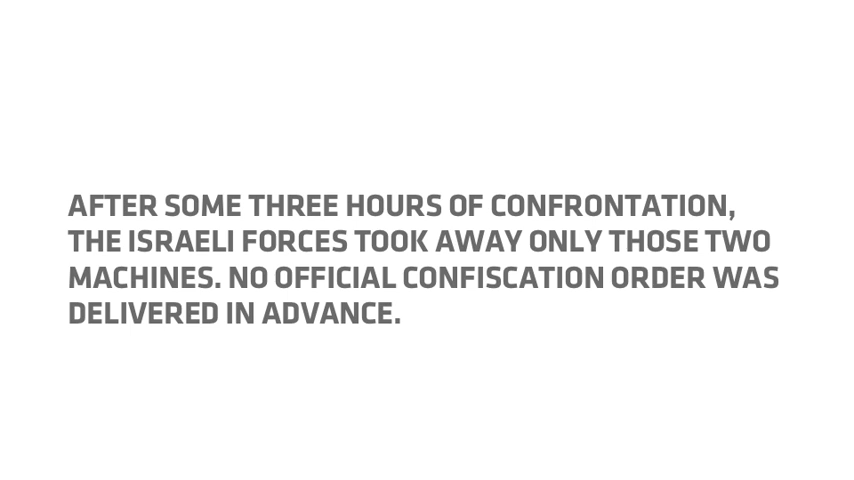 AFTER SOME THREE HOURS OF CONFRONTATION,
THE ISRAELI FORCES TOOK AWAY ONLY THOSE TWO
MACHINES. NO OFFICIAL CONFISCATION ORDER WAS
DELIVERED IN ADVANCE.